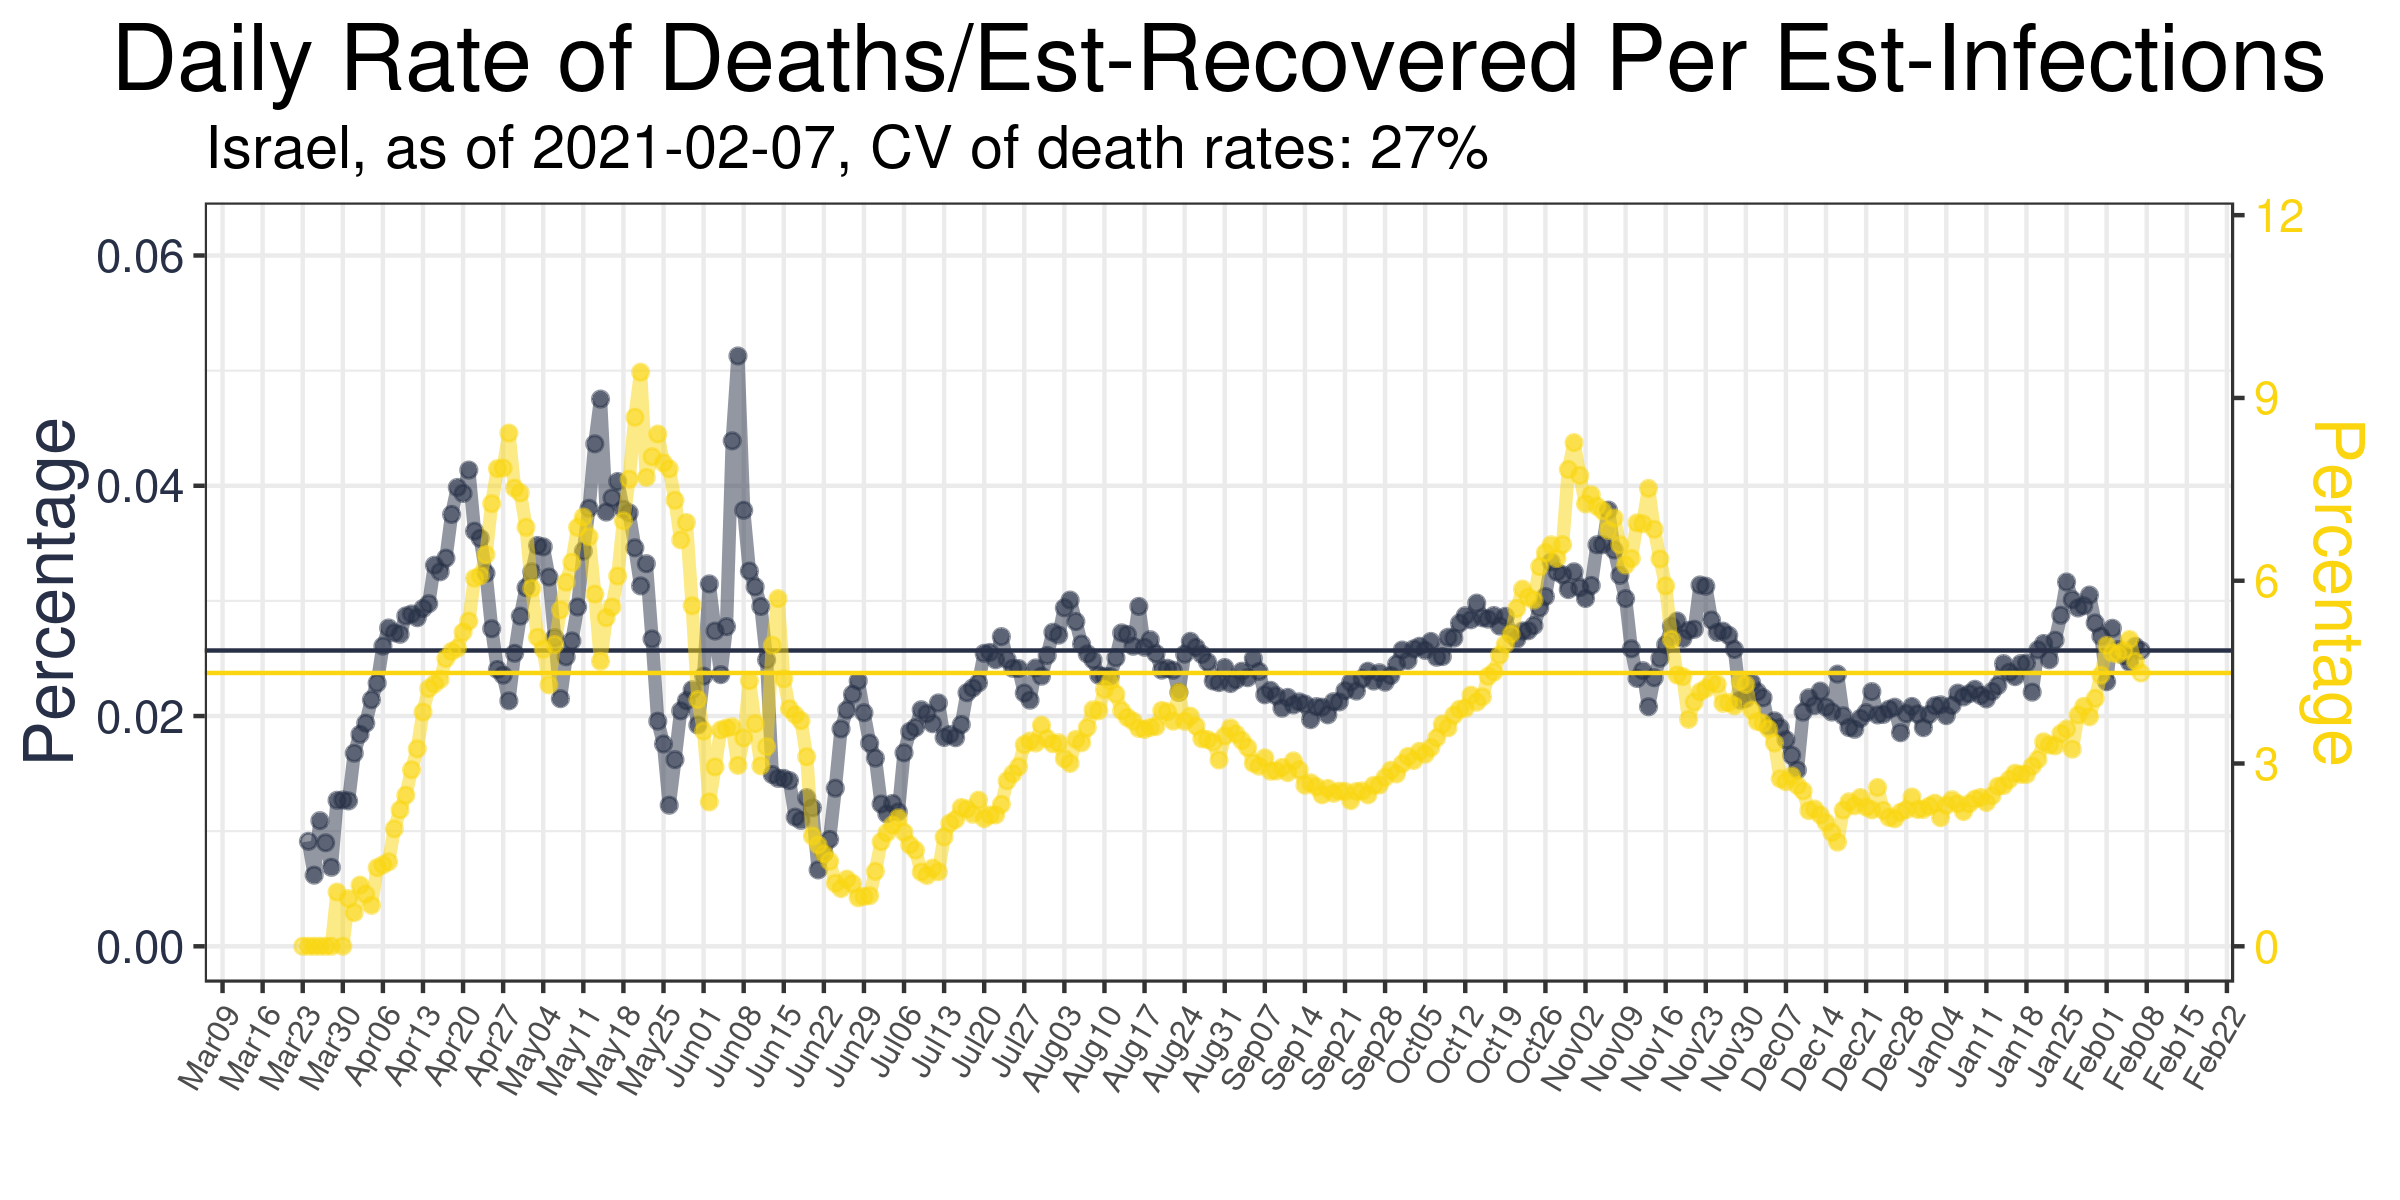 Daily Rate of Deaths/Est-Recovered Per Est-Infections
Israel, as of 2021-02-07, CV of death rates: 27%
Percentage
0.06
0.04
0.02
0.00
12
9
6
3
0
Percentage
Mar09
Mar16
Mar23
Mar30
Apr06
Apr13
Apr20
Apr27
May04
May11
May18
May25
Jun01
Jun08
Jun15
Jun22
Jun29
Jul06
Jul13
Jul20
Jul27
Aug03
Aug10
Aug17
Aug24
Aug31
Sep07
Sep14
Sep21
Sep28
Oct05
Oct12
Oct19
Oct26
Nov02
Nov09
Nov16
Nov23
Nov30
Dec07
Dec14
Dec21
Dec28
Jan04
Jan11
Jan18
Jan25
Feb01
Feb08
Feb15
Feb22